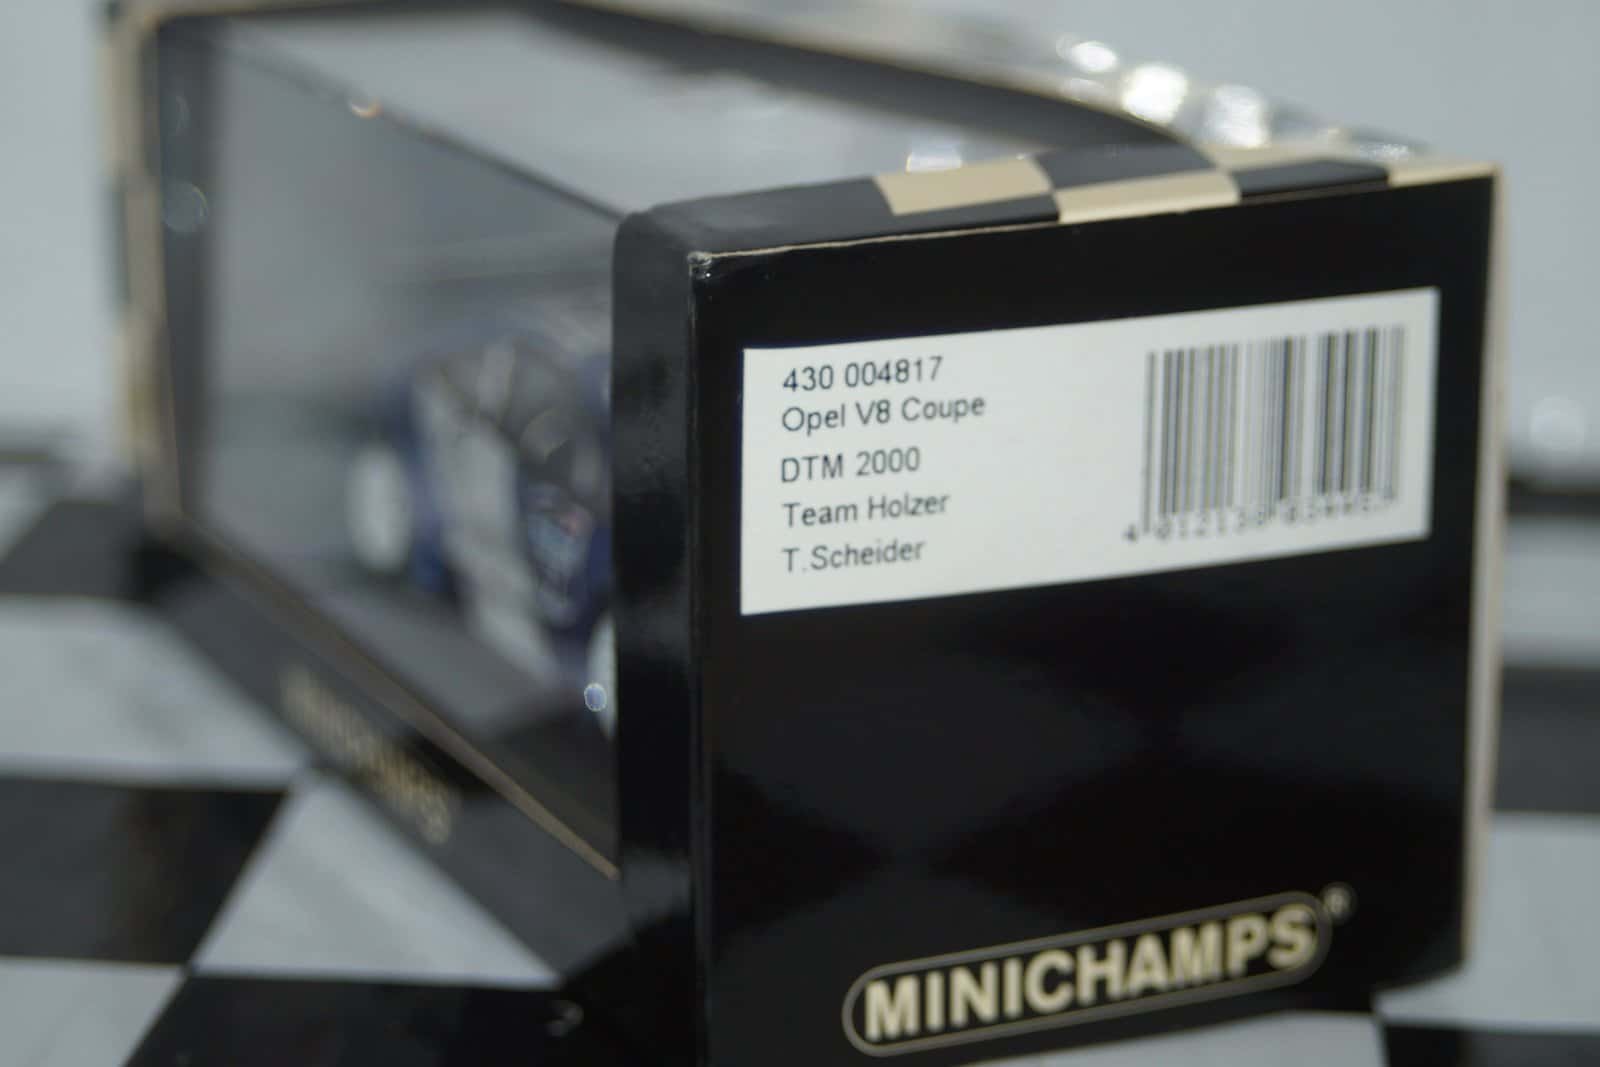 430 004817
Opel V8 Coupe
DTM 2000
Team Holzer
T.Scheider
MINICHAMPS®